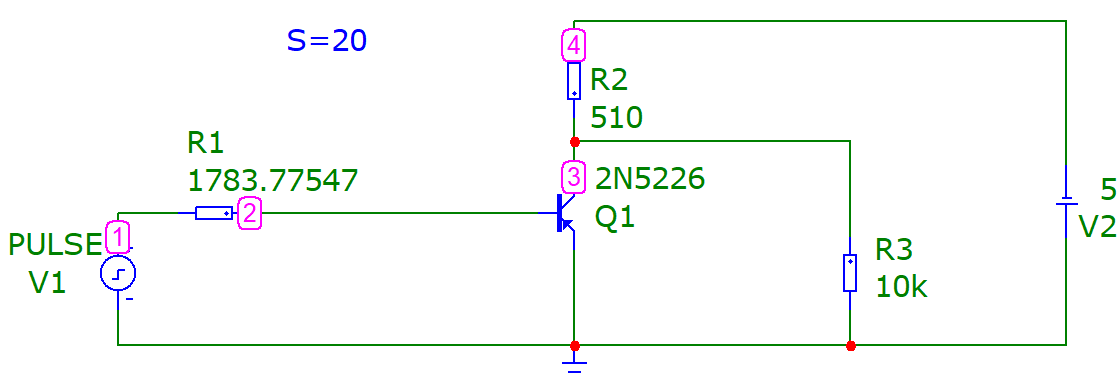 S=20
4
R2
510
R1
1783.77547
3
2N5226
Q1
2
1
PULSE
V1
5
V2
R3
10k